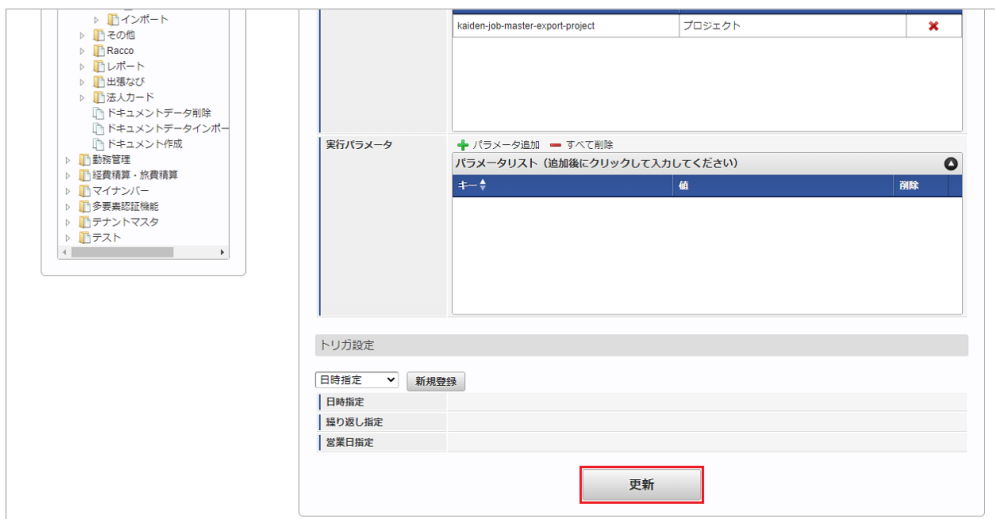 インポート
その他
Racco
レポート
出張なび
法人カード
ドキュメントデータ削除
ドキュメントデータインポー
ドキュメント作成
勤務管理
経費精算・旅費精算
マイナンバー
多要素認証機能
テナントマスタ
テスト
kaiden-job-master-export-project プロジェクト
実行パラメータ
パラメータ追加 すべて削除
パラメータリスト（追加後にクリックして入力してください）
キー 値 削除
トリガ設定
日時指定 新規登録
日時指定
繰り返し指定
営業日指定
更新